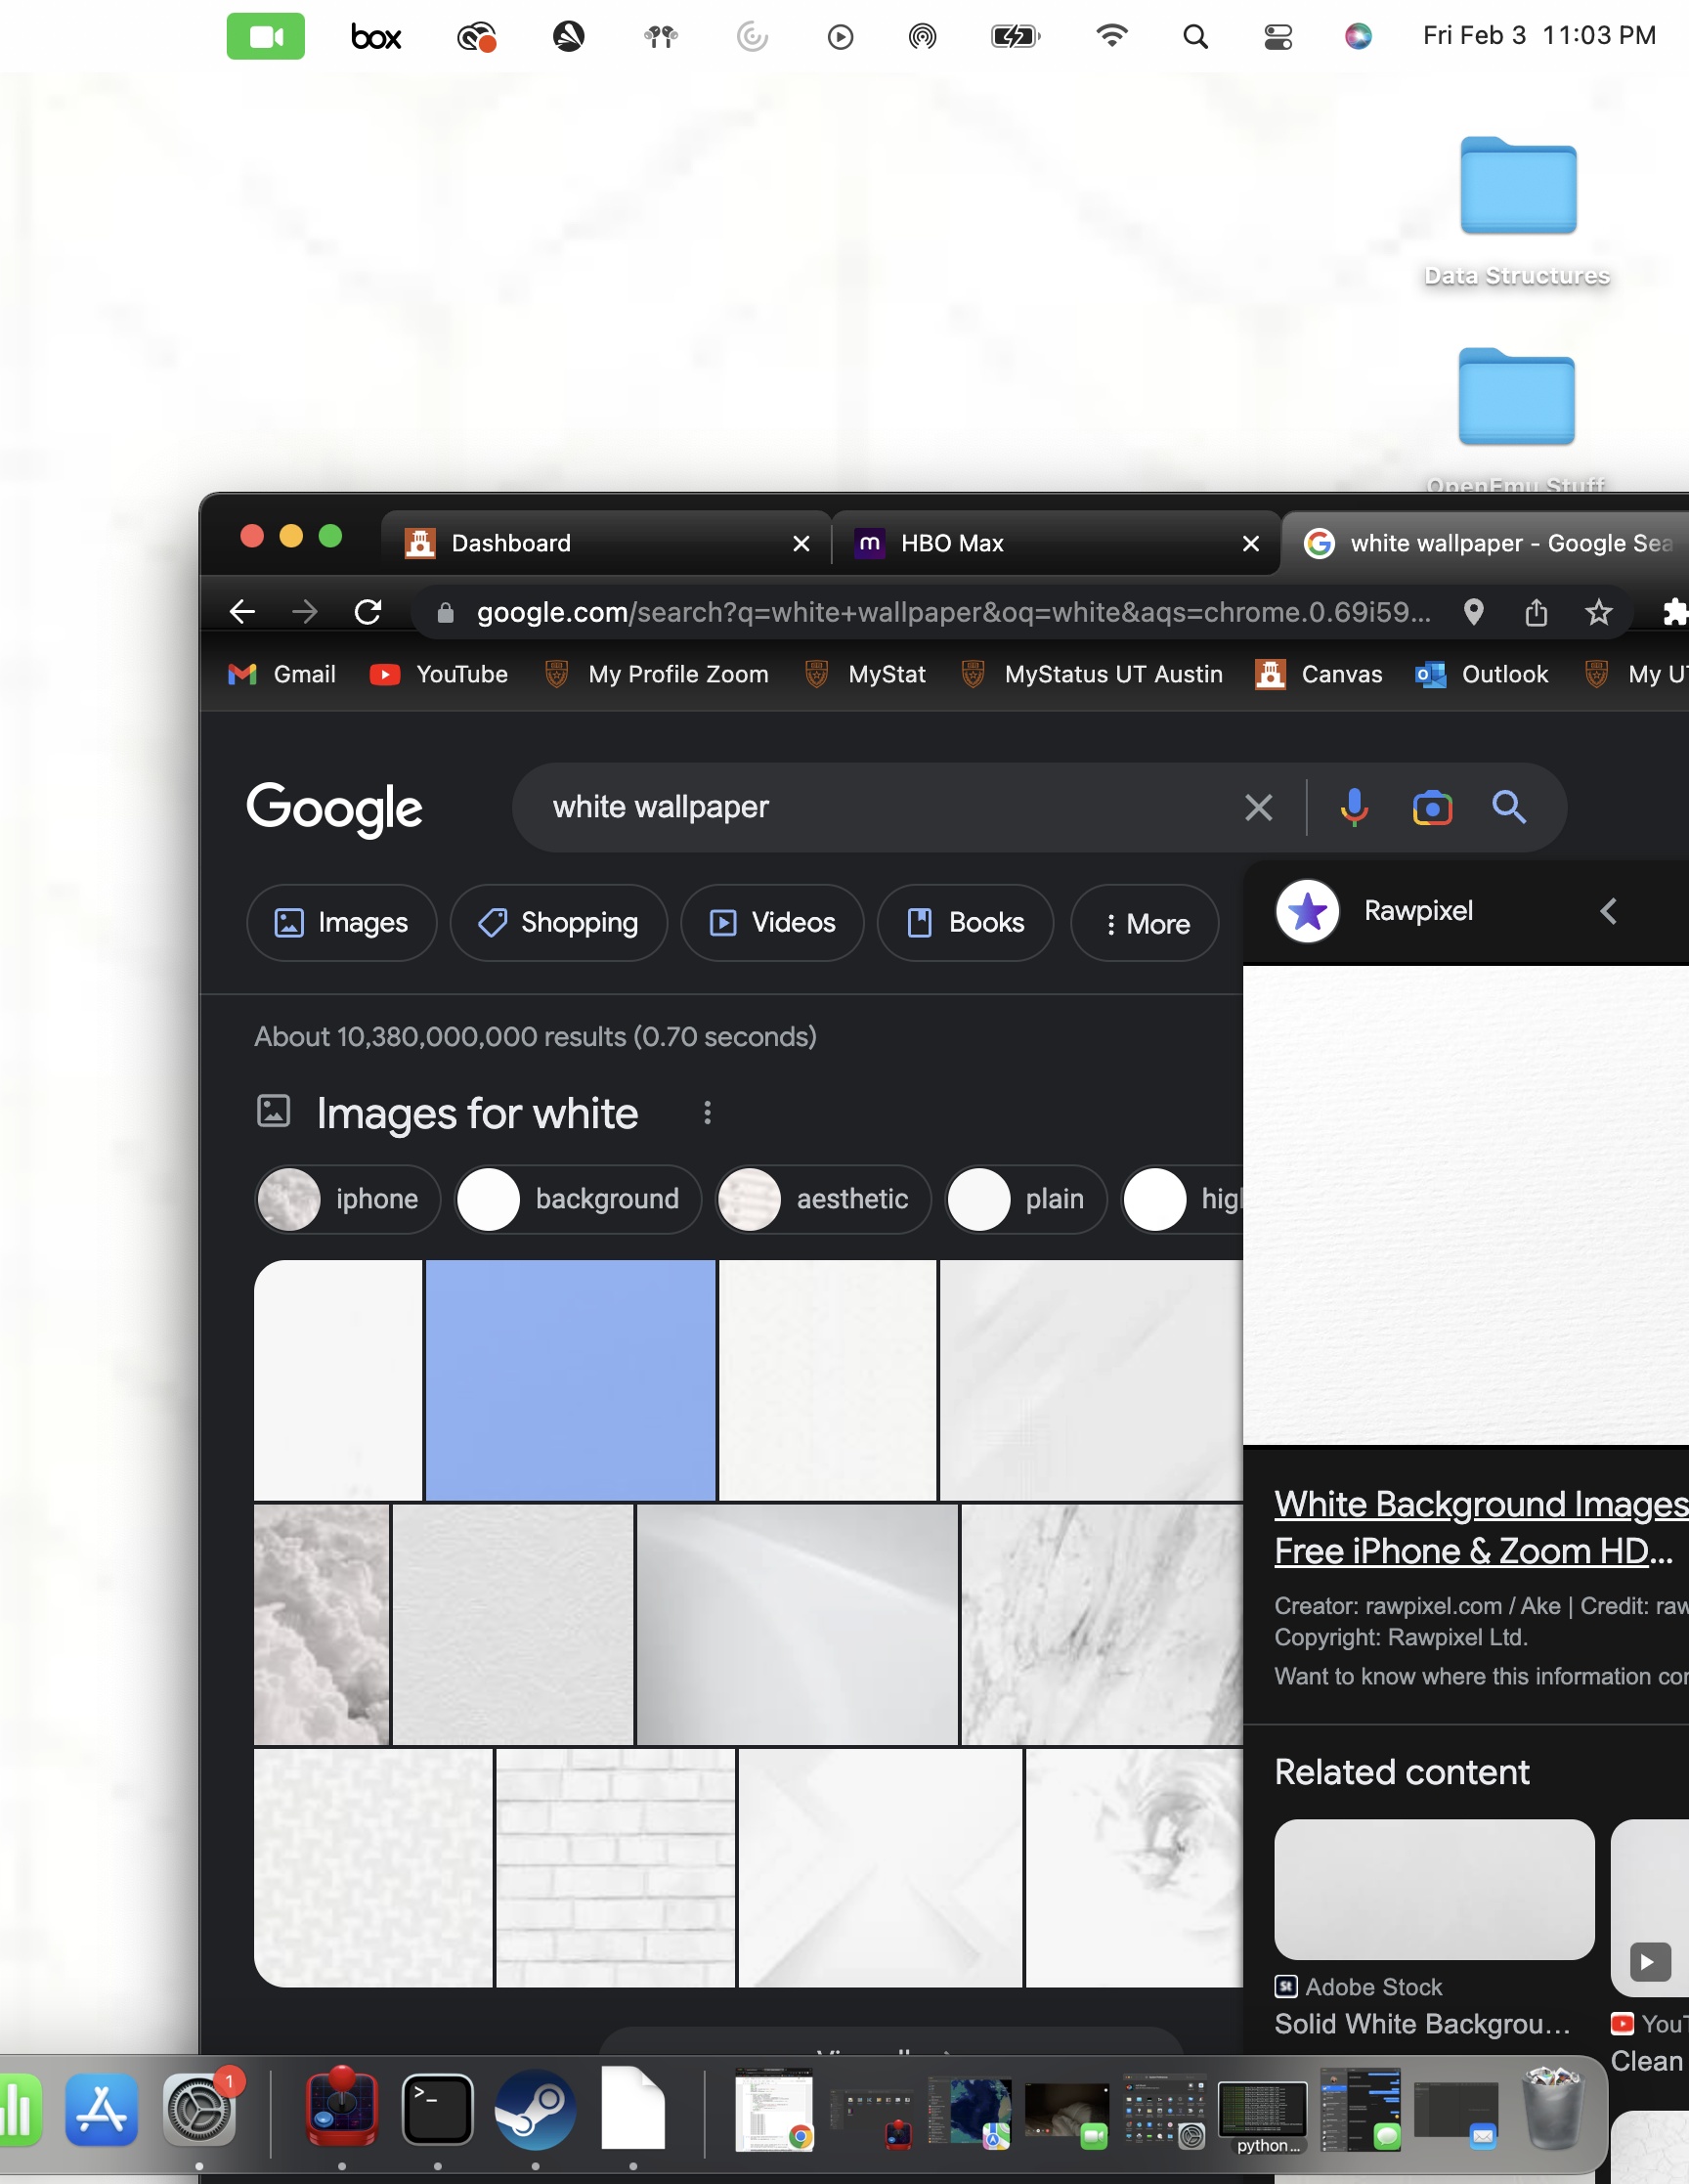 box
Fri Feb 3 11:03 PM
Data Structures
OpenEmu Stuff
Dashboard
HBO Max
white wallpaper - Google Sea
google.com/search?q=white+wallpaper&oq=white&aqs=chrome.0.69i59...
Gmail
YouTube
My Profile Zoom
MyStat
MyStatus UT Austin
Canvas
Outlook
My UT
Google
white wallpaper
Images
Shopping
Videos
Books
More
Rawpixel
About 10,380,000,000 results (0.70 seconds)
Images for white
iphone
background
aesthetic
plain
high
White Background Images
Free iPhone & Zoom HD...
Creator: rawpixel.com / Ake | Credit: raw
Copyright: Rawpixel Ltd.
Want to know where this information cor
Related content
St Adobe Stock
Solid White Backgrou...
YouT
Clean
1
python...